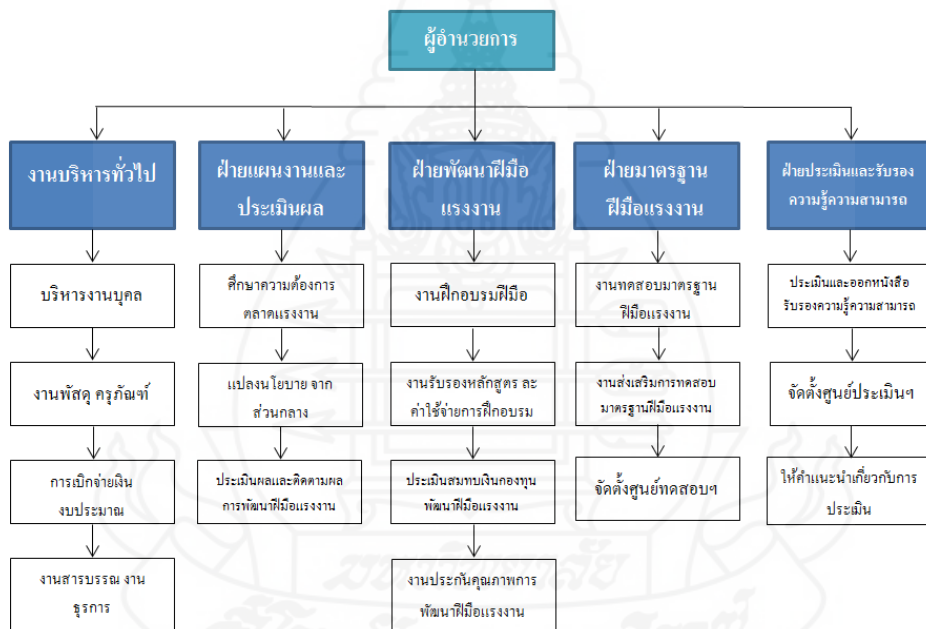 ผู้อำนวยการ
งานบริหารทั่วไป
บริหารงานบุคล
งานพัสดุ ครุภัณฑ์
การเบิกจ่ายเงิน
งบประมาณ
งานสารบรรณ งาน
ธุรการ
ฝ่ายแผนงานและ
ประเมินผล
ศึกษาความต้องการ
ตลาดแรงงาน
แปลงนโยบาย จาก
ส่วนกลาง
ประเมินผลและติดตามผล
การพัฒนาฝีมือแรงงาน
ฝ่ายพัฒนาฝีมือ
แรงงาน
งานฝึกอบรมฝีมือ
งานรับรองหลักสูตร ละ
ค่าใช้จ่ายการฝึกอบรม
ประเมินสมทบเงินกองทุน
พัฒนาฝีมือแรงงาน
งานประกันคุณภาพการ
พัฒนาฝีมือแรงงาน
ฝ่ายมาตรฐาน
ฝีมือแรงงาน
งานทดสอบมาตรฐาน
ฝีมือแรงงาน
งานส่งเสริมการทดสอบ
มาตรฐานฝีมือแรงงาน
จัดตั้งศูนย์ทดสอบฯ
ฝ่ายประเมินและรับรอง
ความรู้ความสามารถ
ประเมินและออกหนังสือ
รับรองความรู้ความสามารถ
จัดตั้งศูนย์ประเมินฯ
ให้คำแนะนำเกี่ยวกับการ
ประเมิน